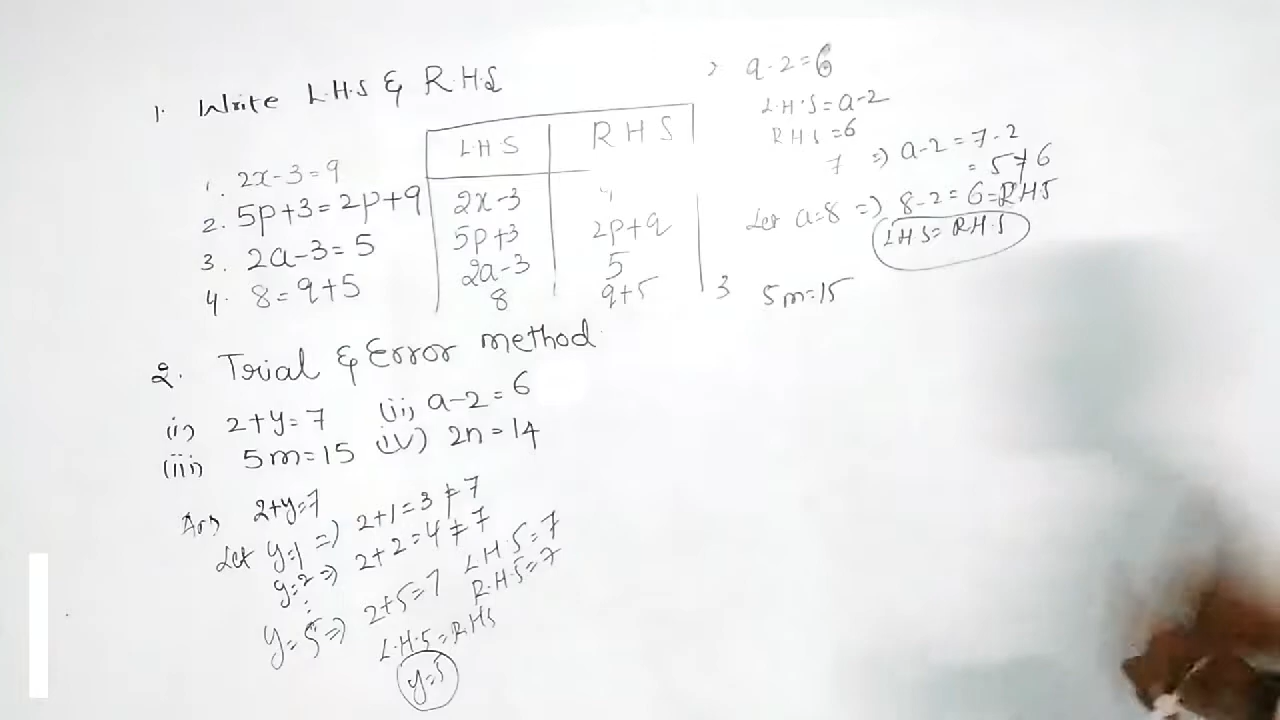 1. Write L.H.S & R.H.S
L.H.S R H S
1. 2x-3=9 2x-3
2. 5p+3=2p+9 5p+3 2p+9
3. 2a-3=5 2a-3 5
4. 8=q+5 8 q+5
2. Trial & Error method
(i) 2+y=7 (ii) a-2=6
(iii) 5m=15 (iv) 2n=14
Ans 2+y=7
Let y=1 => 2+1=3≠7
y=2 => 2+2=4≠7
:
y=5 => 2+5=7 L.H.S=7
R.H.S=7
L.H.S=RHS
y=5
a-2=6
L.H.S=a-2
R H S=6
7 => a-2=7-2
=5≠6
Let a=8 => 8-2=6=RHS
LHS=RH.S
3 5m=15